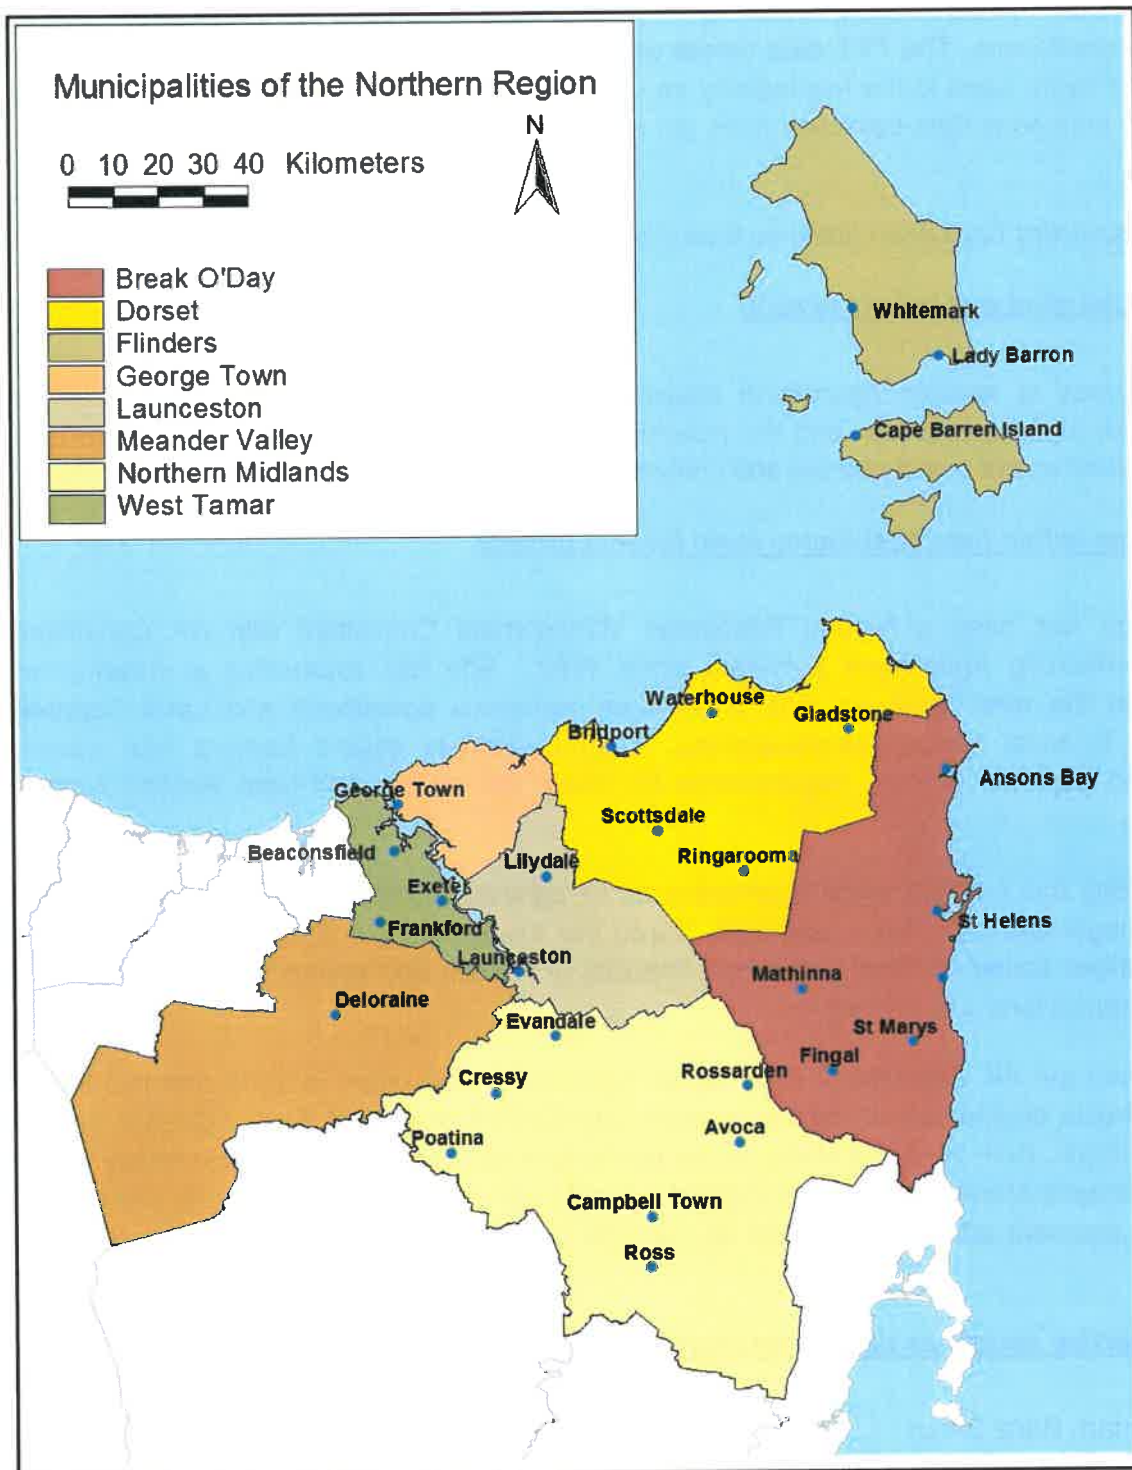 Municipalities of the Northern Region
N
0 10 20 30 40 Kilometers
Break O'Day
Dorset
Flinders
George Town
Launceston
Meander Valley
Northern Midlands
West Tamar
Whitemark
Lady Barron
Cape Barren Island
Waterhouse
Gladstone
Bridport
Ansons Bay
George Town
Scottsdale
Beaconsfield
Lilydale
Ringarooma
Exeter
St Helens
Frankford
Launceston
Mathinna
Deloraine
Evandale
St Marys
Fingal
Cressy
Rossarden
Poatina
Avoca
Campbell Town
Ross